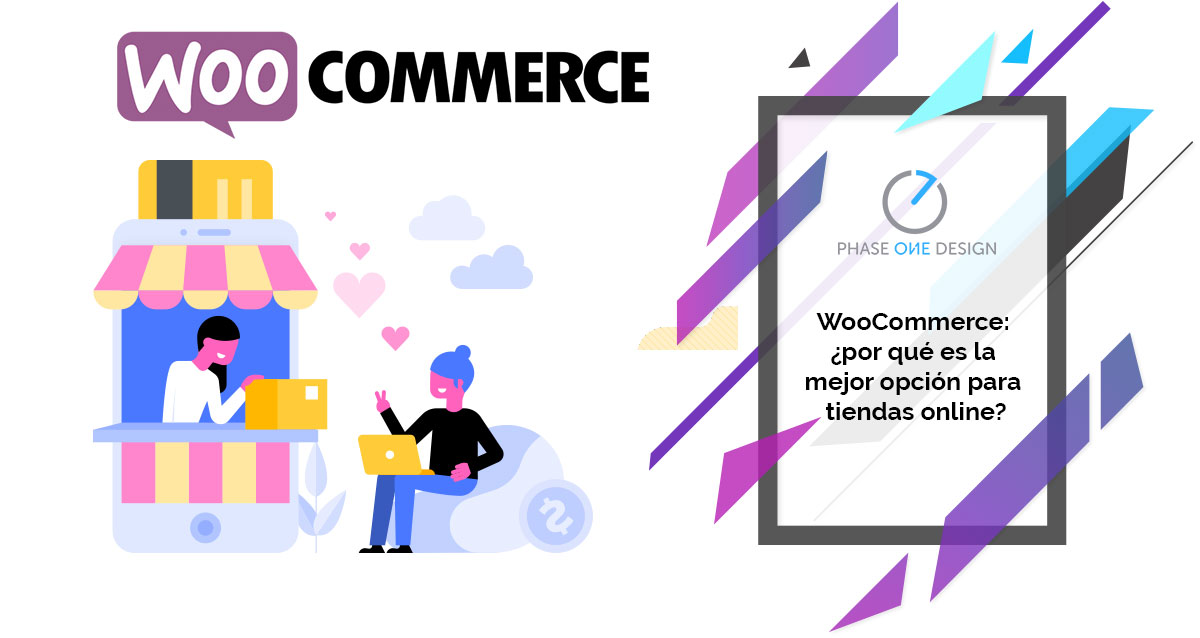 WOO COMMERCE
PHASE ONE DESIGN
WooCommerce:
¿por qué es la
mejor opción para
tiendas online?